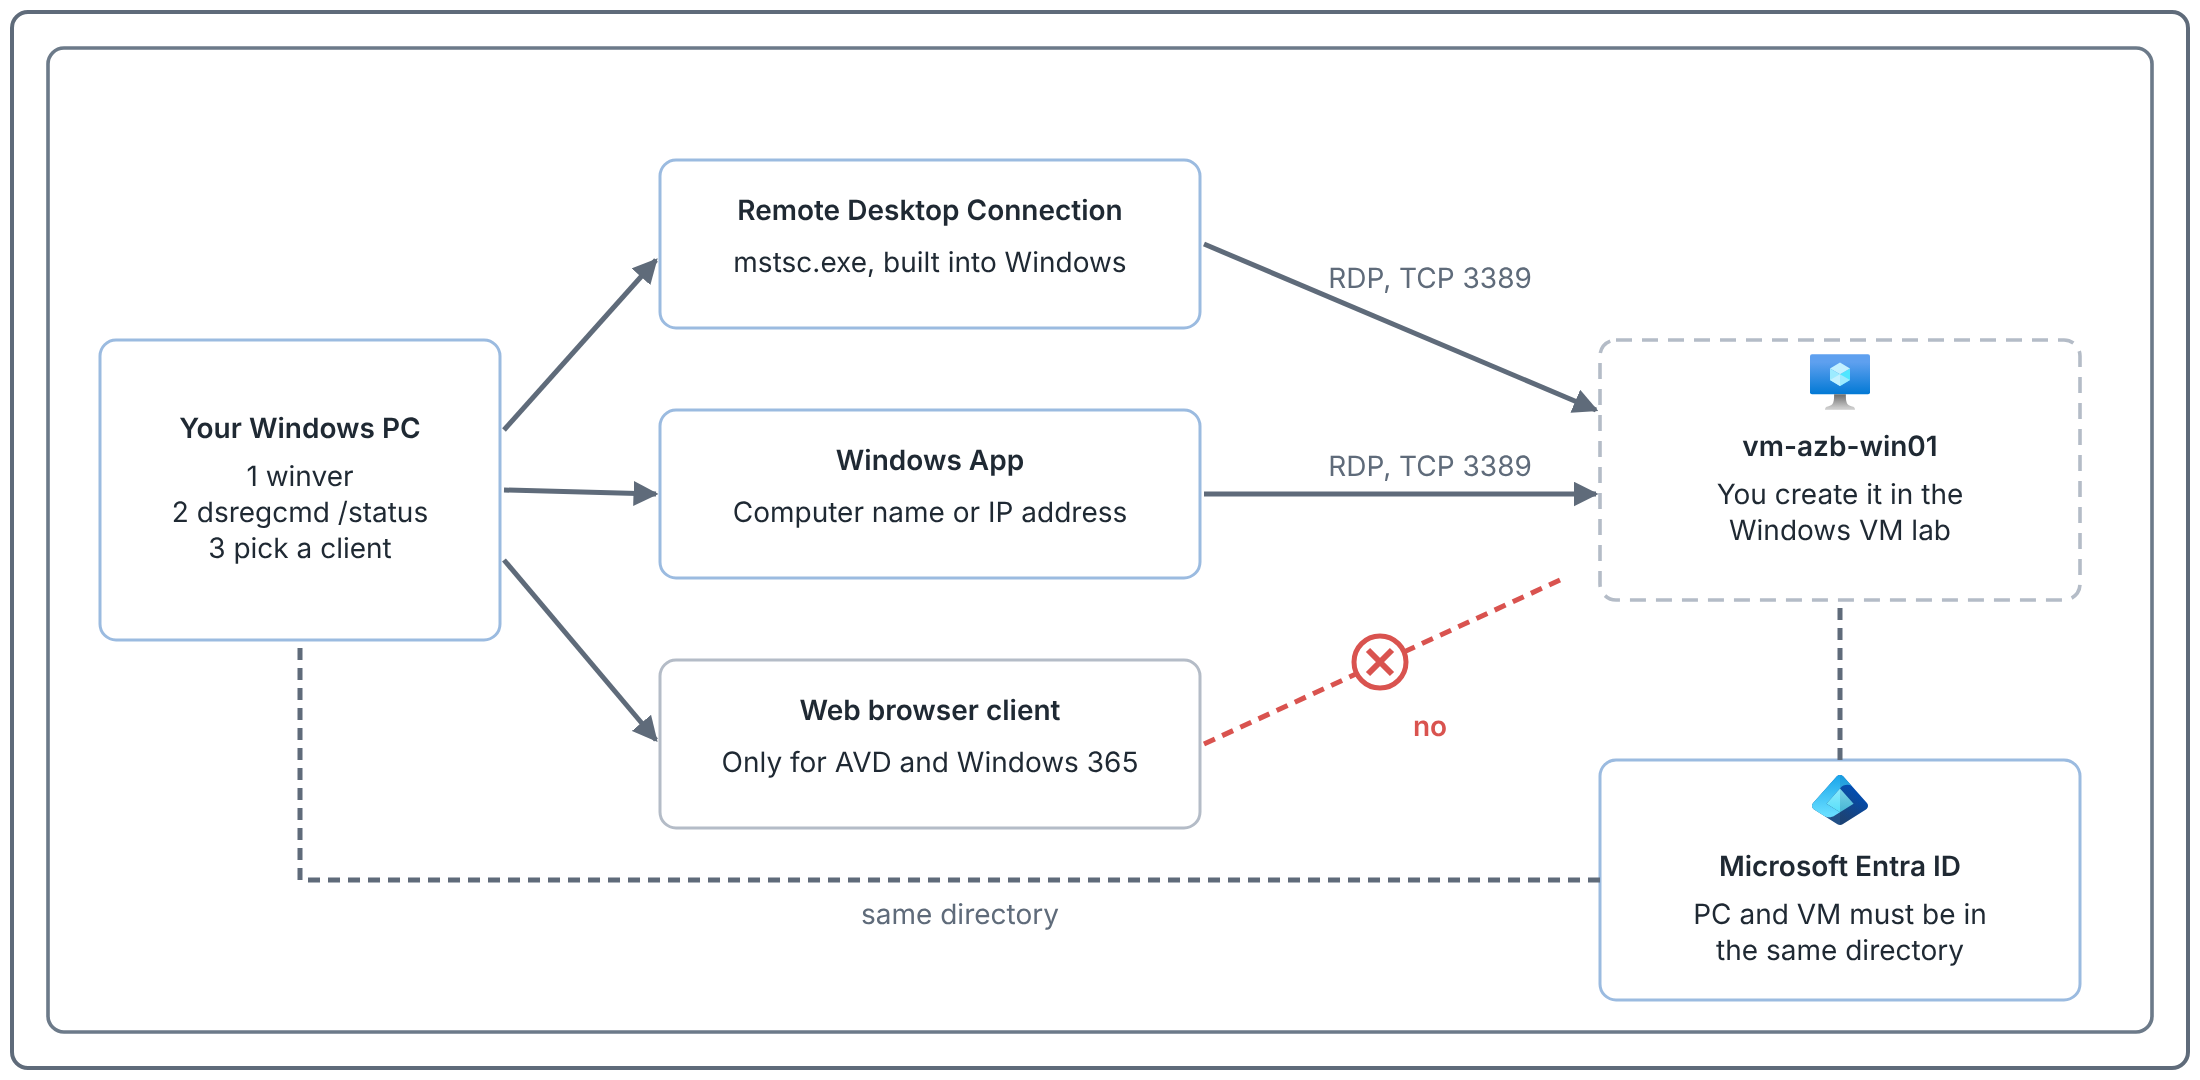 Your Windows PC
1 winver
2 dsregcmd /status
3 pick a client
Remote Desktop Connection
mstsc.exe, built into Windows
Windows App
Computer name or IP address
Web browser client
Only for AVD and Windows 365
RDP, TCP 3389
RDP, TCP 3389
no
vm-azb-win01
You create it in the
Windows VM lab
Microsoft Entra ID
PC and VM must be in
the same directory
same directory